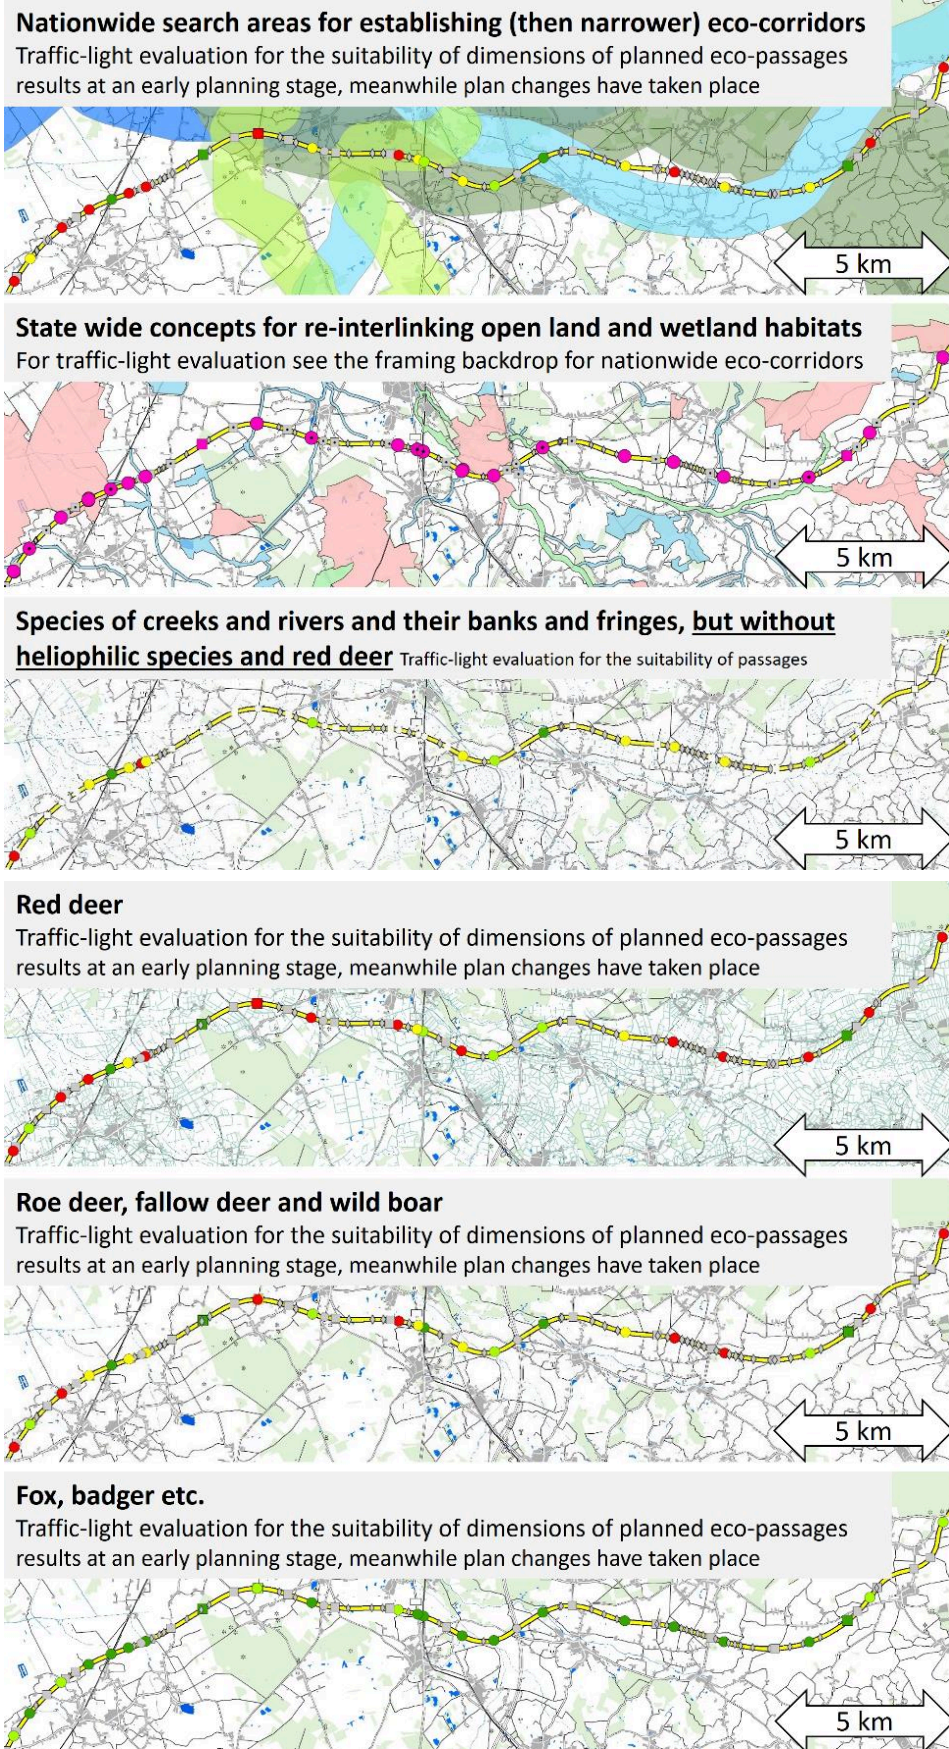 Nationwide search areas for establishing (then narrower) eco-corridors
Traffic-light evaluation for the suitability of dimensions of planned eco-passages
results at an early planning stage, meanwhile plan changes have taken place
5 km
State wide concepts for re-interlinking open land and wetland habitats
For traffic-light evaluation see the framing backdrop for nationwide eco-corridors
5 km
Species of creeks and rivers and their banks and fringes, but without
heliophilic species and red deer Traffic-light evaluation for the suitability of passages
5 km
Red deer
Traffic-light evaluation for the suitability of dimensions of planned eco-passages
results at an early planning stage, meanwhile plan changes have taken place
5 km
Roe deer, fallow deer and wild boar
Traffic-light evaluation for the suitability of dimensions of planned eco-passages
results at an early planning stage, meanwhile plan changes have taken place
5 km
Fox, badger etc.
Traffic-light evaluation for the suitability of dimensions of planned eco-passages
results at an early planning stage, meanwhile plan changes have taken place
5 km